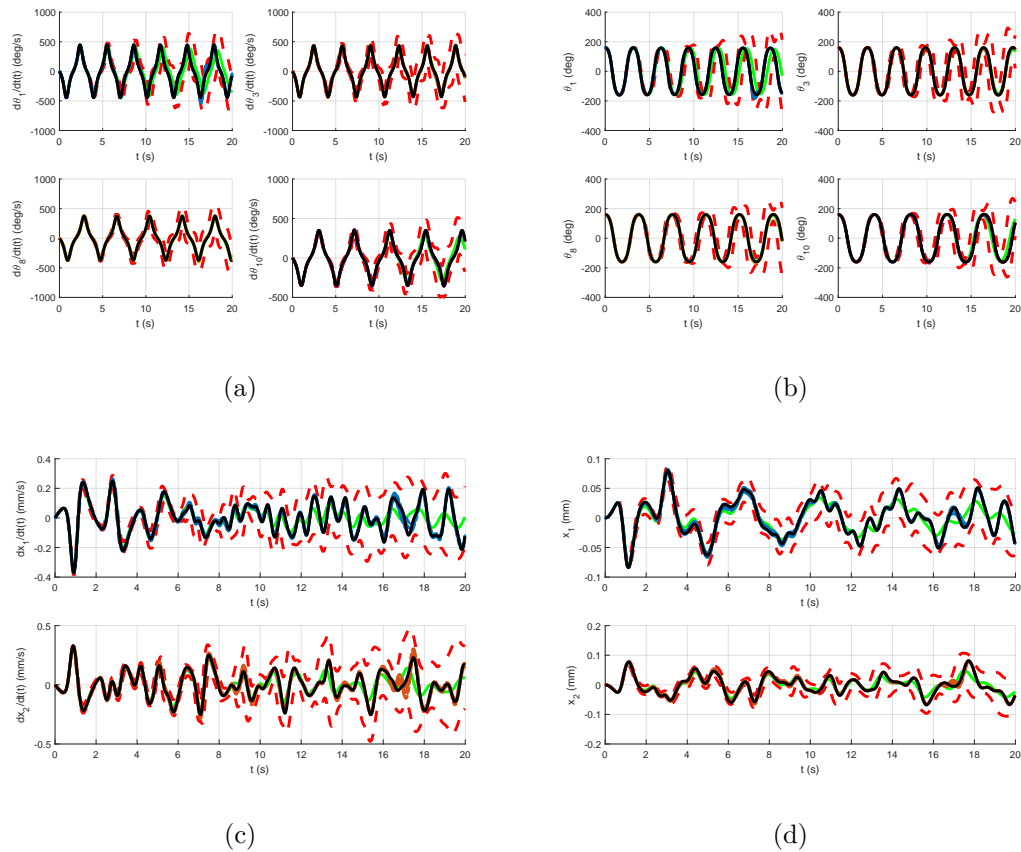 1000
500
0
-500
-1000
dθ1/dt(t) (deg/s)
0 5 10 15 20
t (s)
1000
500
0
-500
-1000
dθ3/dt(t) (deg/s)
0 5 10 15 20
t (s)
1000
500
0
-500
-1000
dθ8/dt(t) (deg/s)
0 5 10 15 20
t (s)
1000
500
0
-500
dθ10/dt(t) (deg/s)
0 5 10 15 20
t (s)
(a)
400
200
0
-200
-400
θ1 (deg)
0 5 10 15 20
t (s)
400
200
0
-200
-400
θ3 (deg)
0 5 10 15 20
t (s)
400
200
0
-200
-400
θ8 (deg)
0 5 10 15 20
t (s)
400
200
0
-200
-400
θ10 (deg)
0 5 10 15 20
t (s)
(b)
0.4
0.2
0
-0.2
-0.4
dx1/dt(t) (mm/s)
0 2 4 6 8 10 12 14 16 18 20
t (s)
0.5
0
-0.5
dx2/dt(t) (mm/s)
0 2 4 6 8 10 12 14 16 18 20
t (s)
(c)
0.1
0.05
0
-0.05
-0.1
x1 (mm)
0 2 4 6 8 10 12 14 16 18 20
t (s)
0.2
0.1
0
-0.1
-0.2
x2 (mm)
0 2 4 6 8 10 12 14 16 18 20
t (s)
(d)